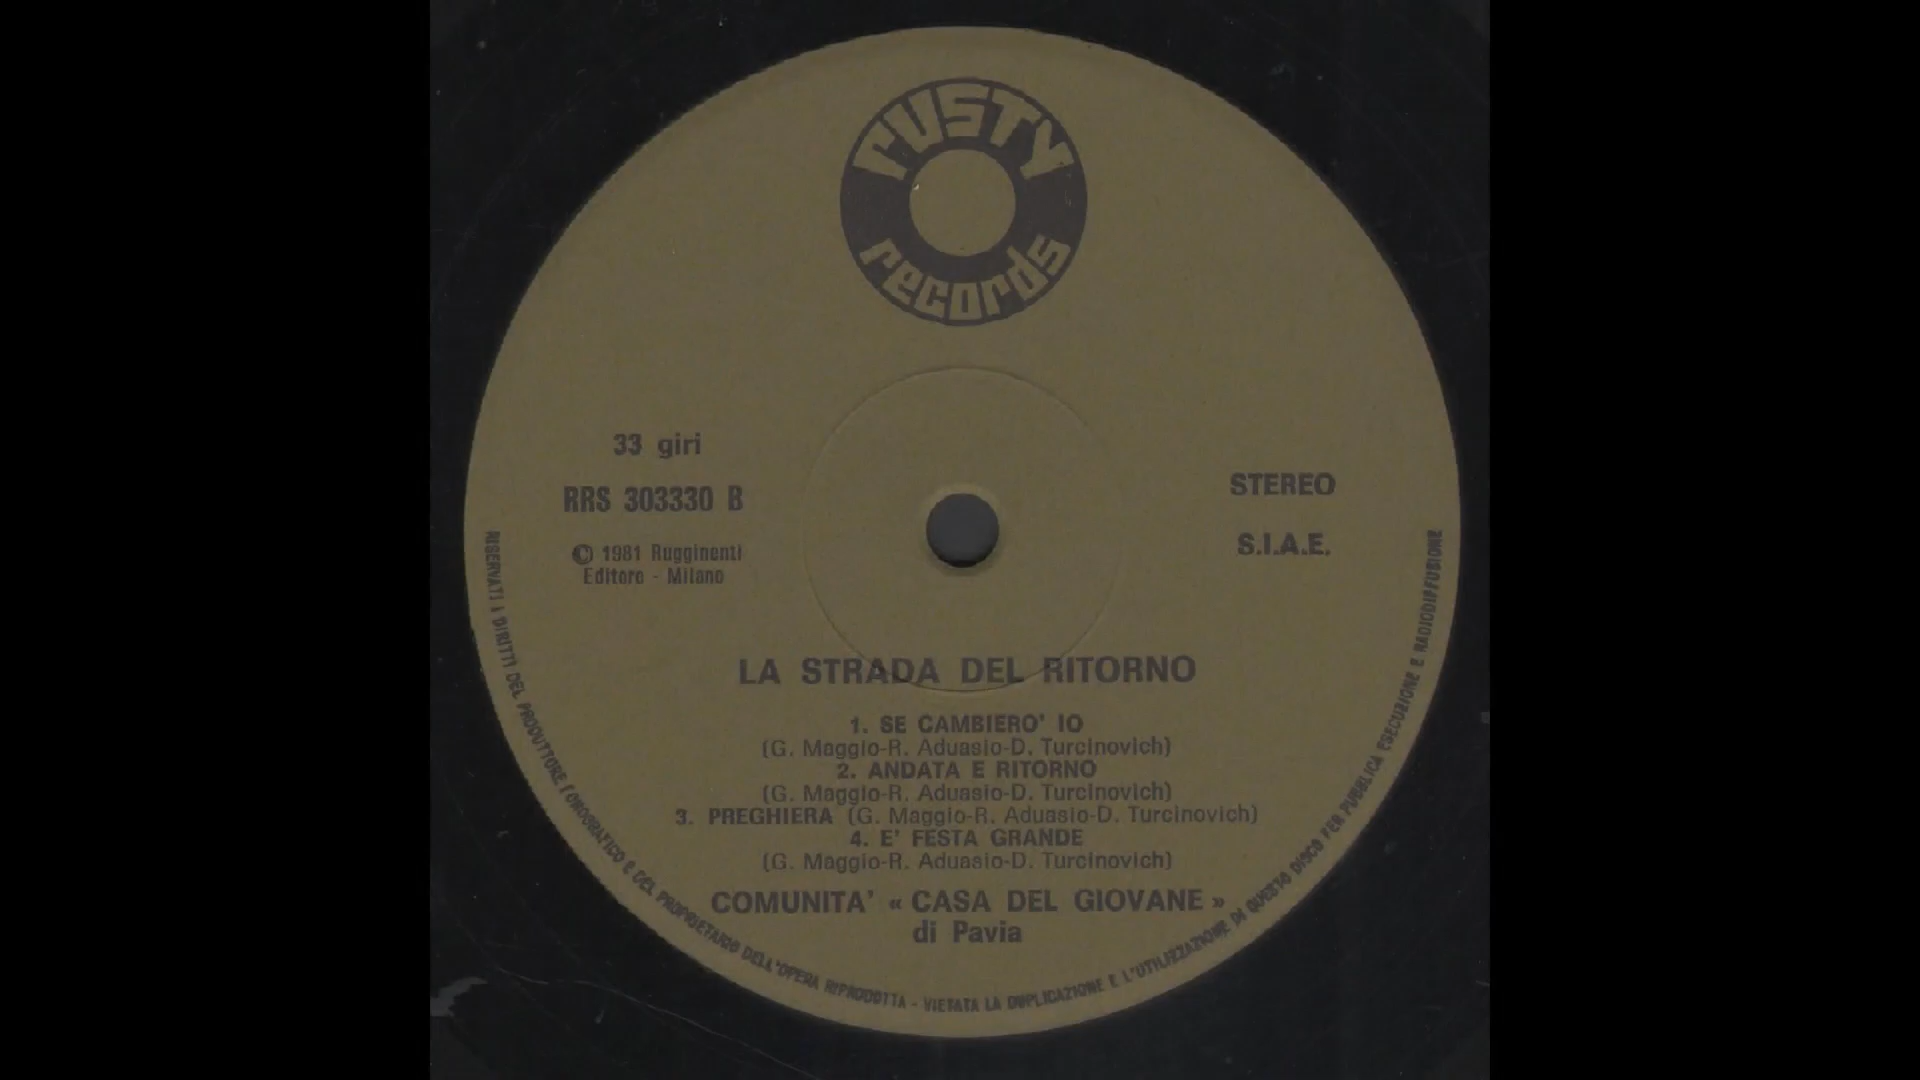 rusty
records
33 giri
RRS 303330 B
© 1981 Rugginenti
Editore - Milano
STEREO
S.I.A.E.
LA STRADA DEL RITORNO
1. SE CAMBIERO' IO
(G. Maggio-R. Aduasio-D. Turcinovich)
2. ANDATA E RITORNO
(G. Maggio-R. Aduasio-D. Turcinovich)
3. PREGHIERA (G. Maggio-R. Aduasio-D. Turcinovich)
4. E' FESTA GRANDE
(G. Maggio-R. Aduasio-D. Turcinovich)
COMUNITA' « CASA DEL GIOVANE »
di Pavia
RISERVATI I DIRITTI DEL PRODUTTORE FONOGRAFICO E DEL PROPRIETARIO DELL'OPERA RIPRODOTTA - VIETATA LA DUPLICAZIONE E L'UTILIZZAZIONE DI QUESTO DISCO PER PUBBLICA ESECUZIONE E RADIODIFFUSIONE